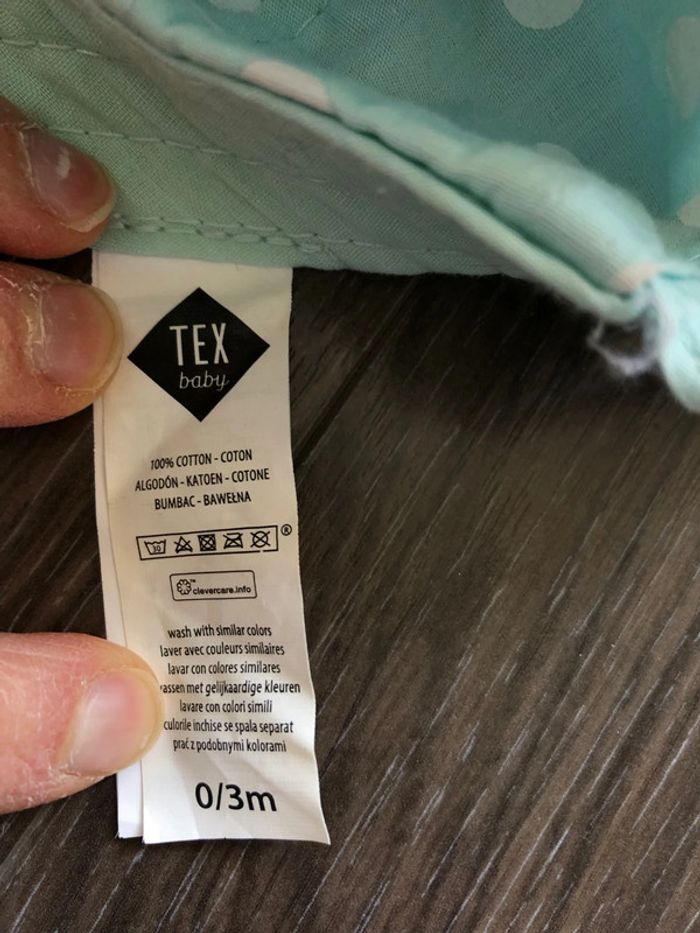 TEX
baby
100% COTTON - COTON
ALGODÓN - KATOEN - COTONE
BUMBAC - BAWEŁNA
30
®
clevercare.info
wash with similar colors
laver avec couleurs similaires
lavar con colores similares
assen met gelijkaardige kleuren
lavare con colori simili
culorile inchise se spala separat
prać z podobnymi kolorami
0/3m